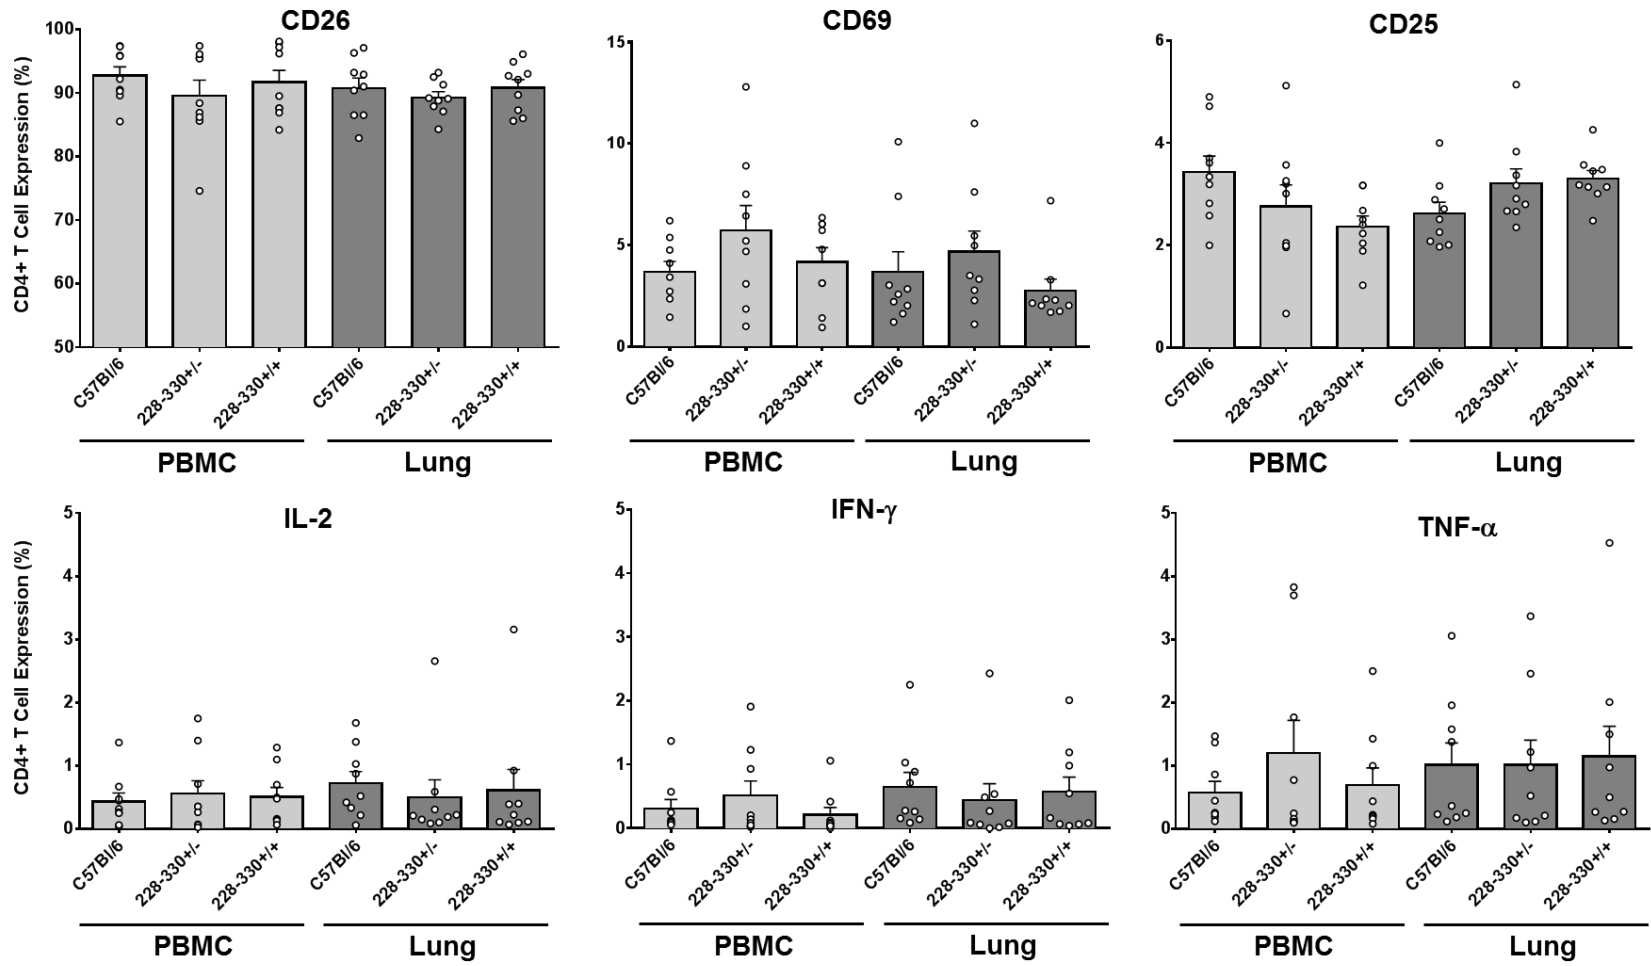 CD26
CD4+ T Cell Expression (%)
100
90
80
70
60
50
C57Bl/6
228-330+/-
228-330+/+
C57Bl/6
228-330+/-
228-330+/+
PBMC
Lung
CD69
15
10
5
0
C57Bl/6
228-330+/-
228-330+/+
C57Bl/6
228-330+/-
228-330+/+
PBMC
Lung
CD25
6
4
2
0
C57Bl/6
228-330+/-
228-330+/+
C57Bl/6
228-330+/-
228-330+/+
PBMC
Lung
IL-2
CD4+ T Cell Expression (%)
5
4
3
2
1
0
C57Bl/6
228-330+/-
228-330+/+
C57Bl/6
228-330+/-
228-330+/+
PBMC
Lung
IFN-γ
5
4
3
2
1
0
C57Bl/6
228-330+/-
228-330+/+
C57Bl/6
228-330+/-
228-330+/+
PBMC
Lung
TNF-α
5
4
3
2
1
0
C57Bl/6
228-330+/-
228-330+/+
C57Bl/6
228-330+/-
228-330+/+
PBMC
Lung